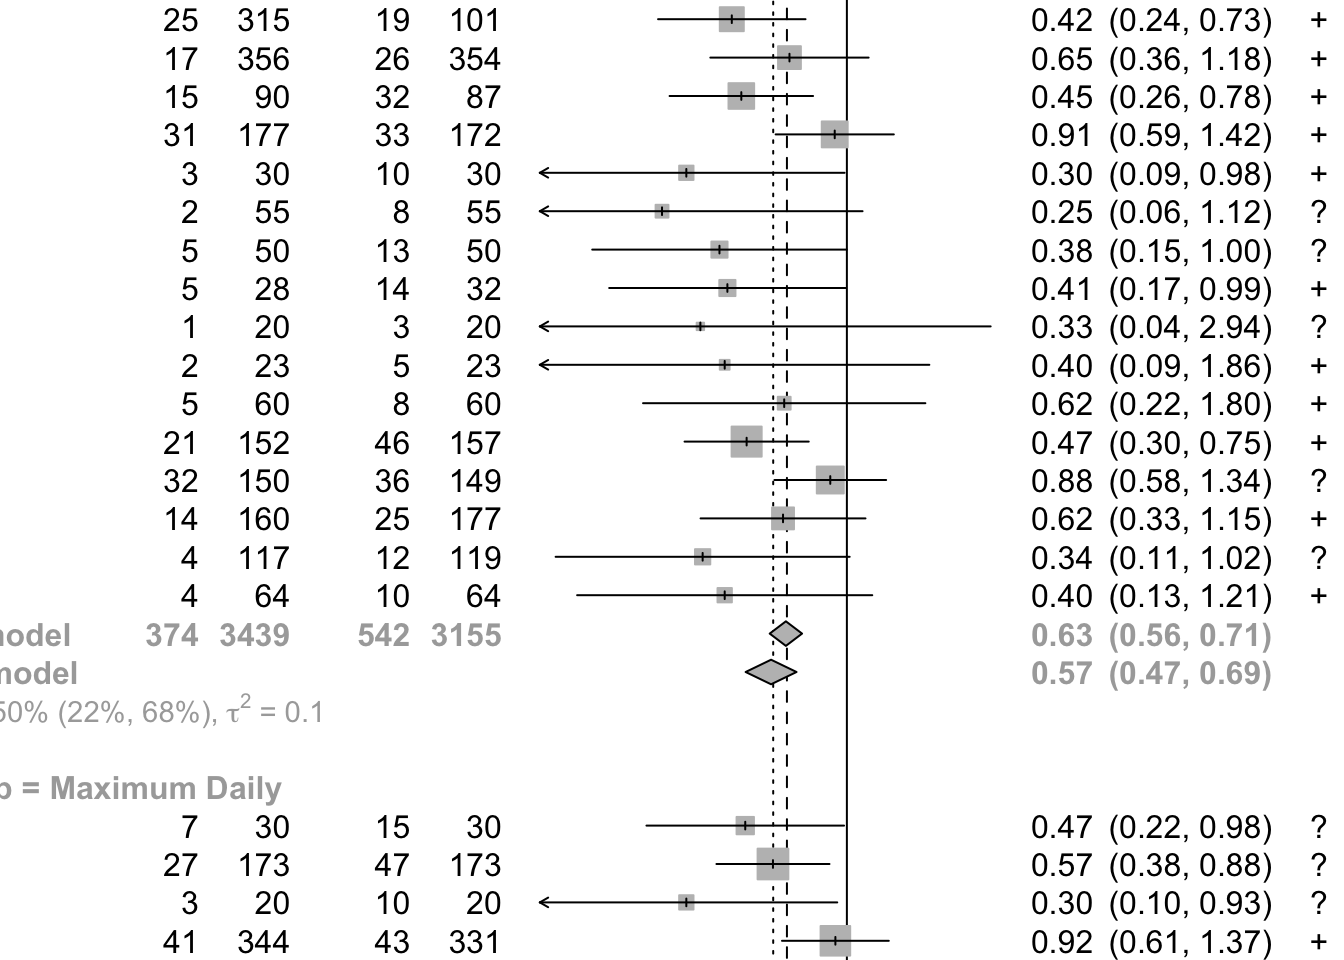 25 315 19 101 0.42 (0.24, 0.73) +
17 356 26 354 0.65 (0.36, 1.18) +
15 90 32 87 0.45 (0.26, 0.78) +
31 177 33 172 0.91 (0.59, 1.42) +
3 30 10 30 0.30 (0.09, 0.98) +
2 55 8 55 0.25 (0.06, 1.12) ?
5 50 13 50 0.38 (0.15, 1.00) ?
5 28 14 32 0.41 (0.17, 0.99) +
1 20 3 20 0.33 (0.04, 2.94) ?
2 23 5 23 0.40 (0.09, 1.86) +
5 60 8 60 0.62 (0.22, 1.80) +
21 152 46 157 0.47 (0.30, 0.75) +
32 150 36 149 0.88 (0.58, 1.34) ?
14 160 25 177 0.62 (0.33, 1.15) +
4 117 12 119 0.34 (0.11, 1.02) ?
4 64 10 64 0.40 (0.13, 1.21) +
model 374 3439 542 3155 0.63 (0.56, 0.71)
model 0.57 (0.47, 0.69)
50% (22%, 68%), τ² = 0.1
p = Maximum Daily
7 30 15 30 0.47 (0.22, 0.98) ?
27 173 47 173 0.57 (0.38, 0.88) ?
3 20 10 20 0.30 (0.10, 0.93) ?
41 344 43 331 0.92 (0.61, 1.37) +